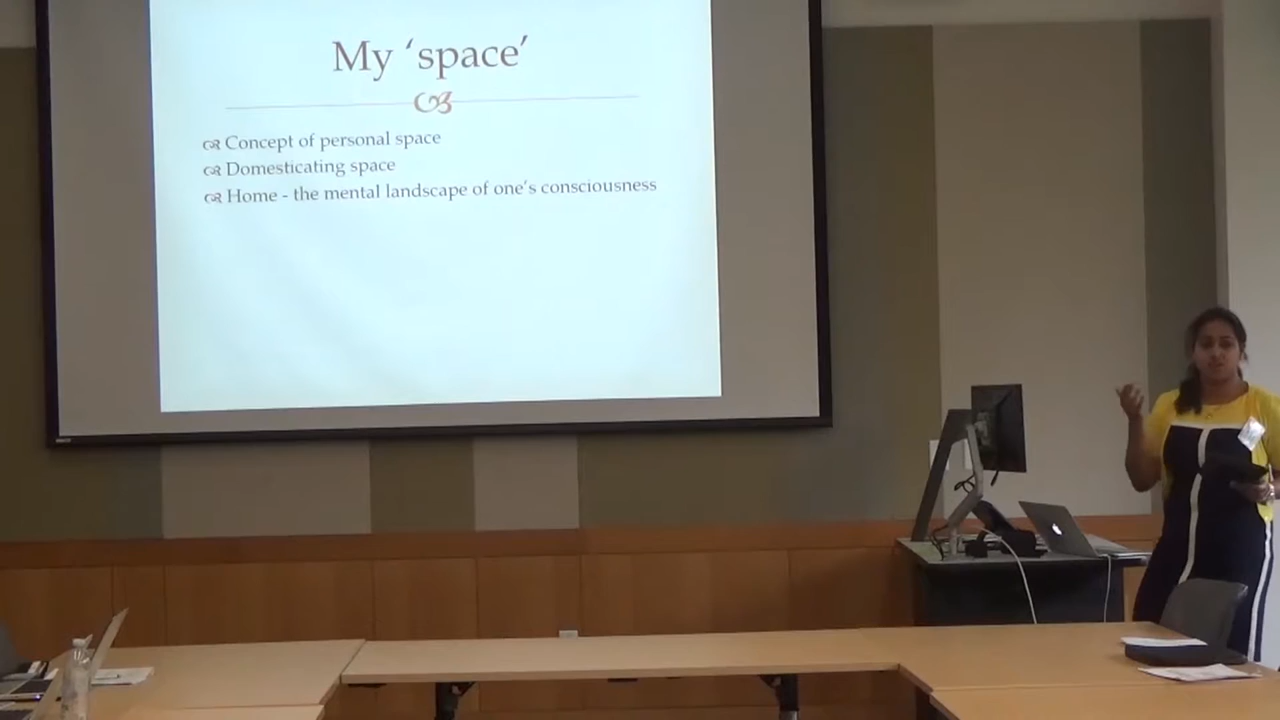 My ‘space’
Concept of personal space
Domesticating space
Home - the mental landscape of one’s consciousness